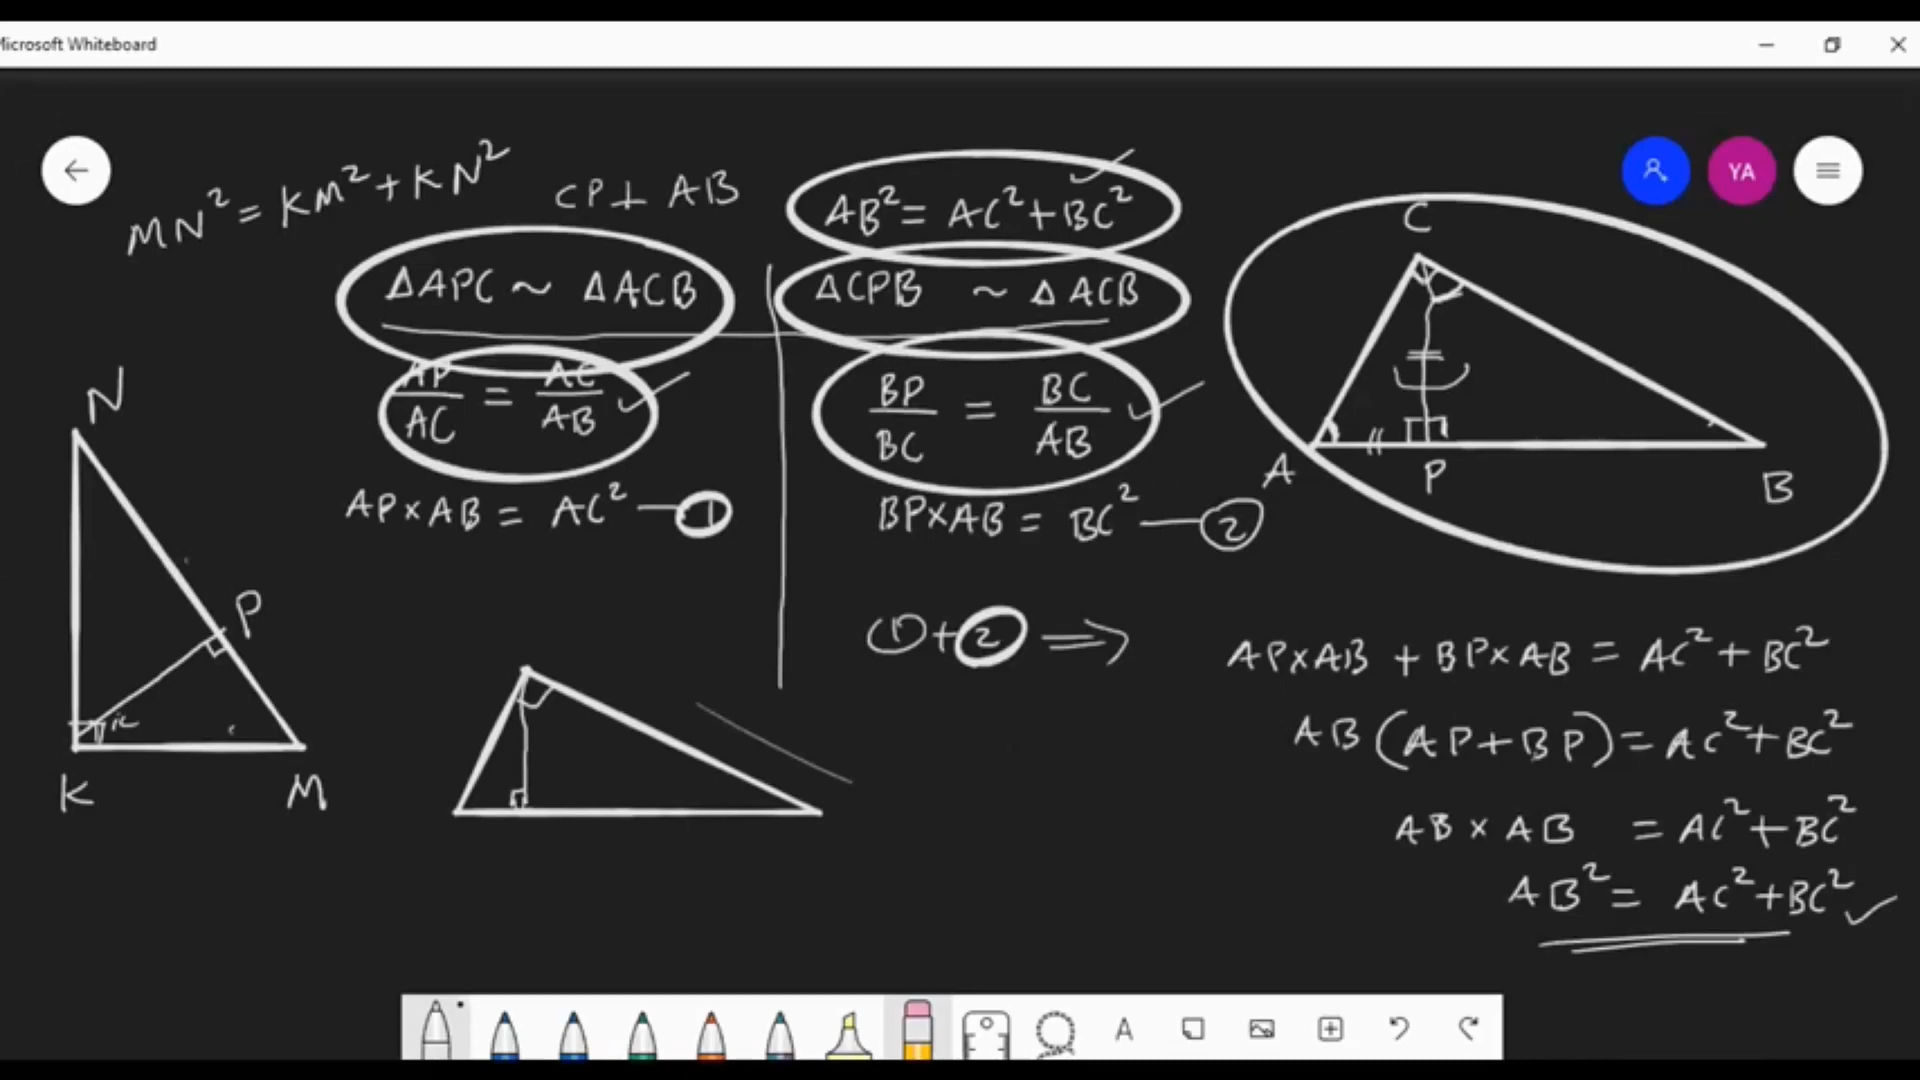 Microsoft Whiteboard
YA
MN² = KM² + KN²
CP ⊥ AB
AB² = AC² + BC²
ΔAPC ~ ΔACB
ΔCPB ~ ΔACB
AP/AC = AC/AB
BP/BC = BC/AB
AP×AB = AC² — ①
BP×AB = BC² — ②
C
A
P
B
N
P
K
M
① + ② ⇒
AP×AB + BP×AB = AC² + BC²
AB (AP + BP) = AC² + BC²
AB × AB = AC² + BC²
AB² = AC² + BC²
A